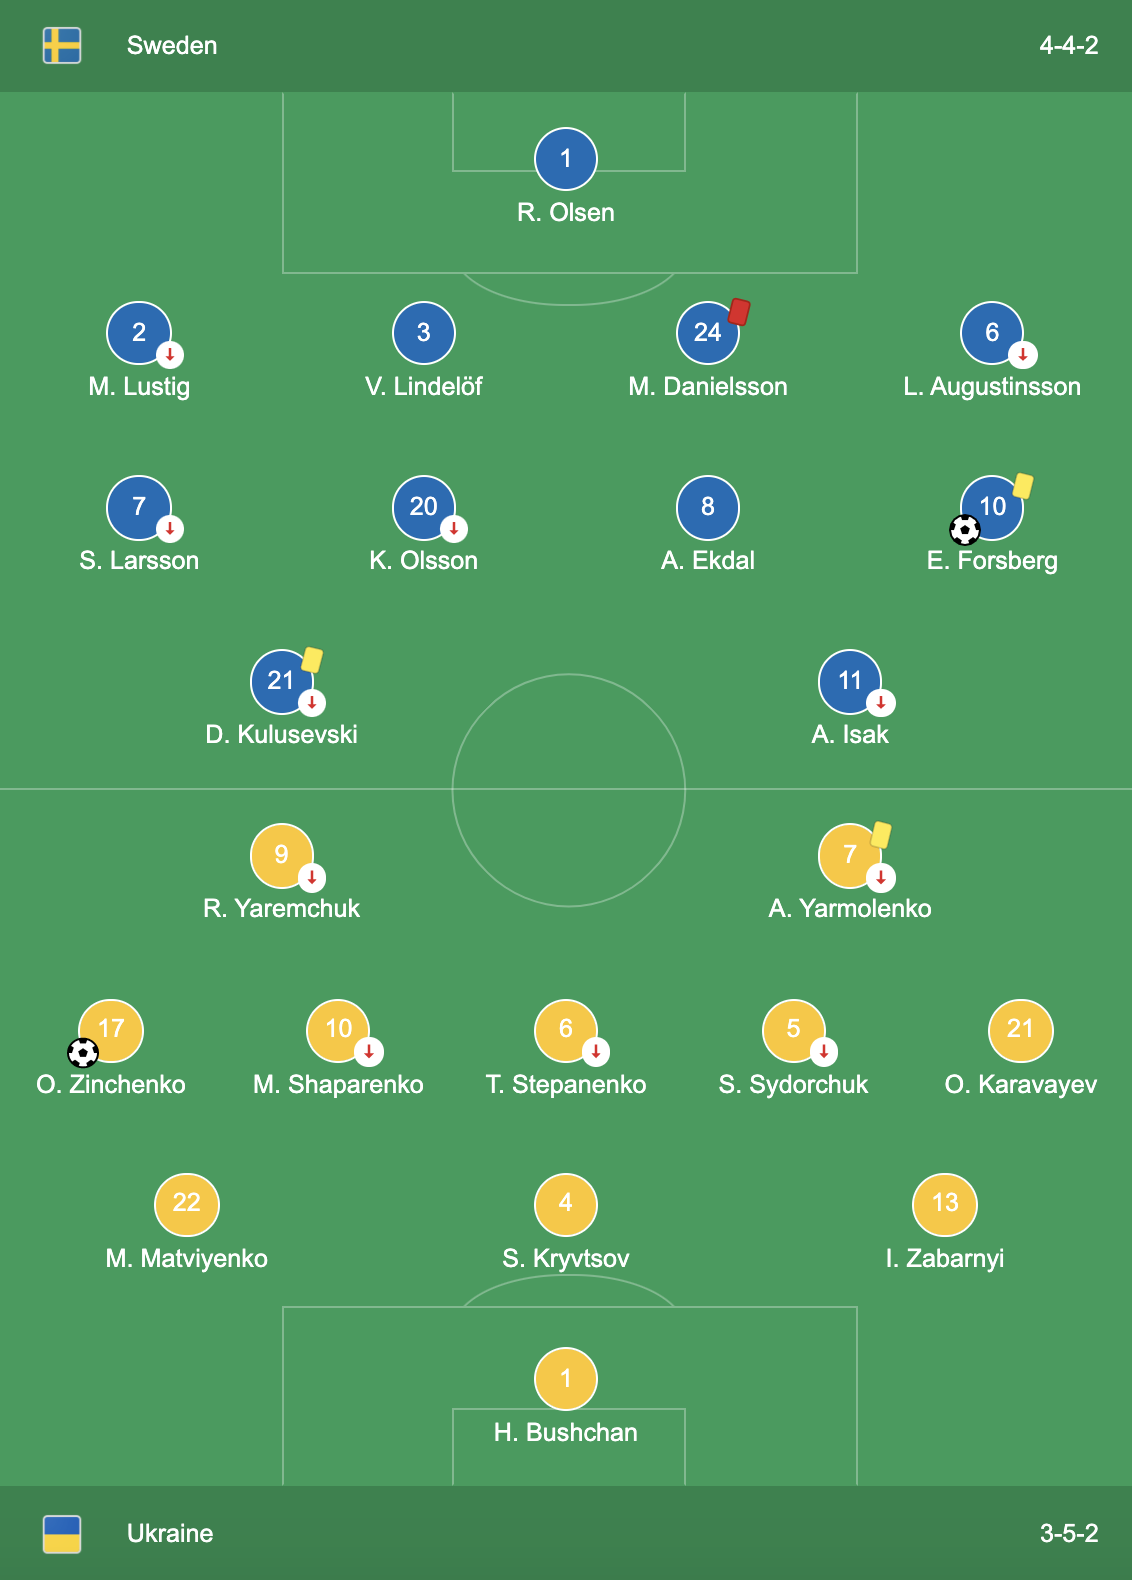 Sweden 4-4-2
1
R. Olsen
2 3 24 6
M. Lustig V. Lindelöf M. Danielsson L. Augustinsson
7 20 8 10
S. Larsson K. Olsson A. Ekdal E. Forsberg
21 11
D. Kulusevski A. Isak
9 7
R. Yaremchuk A. Yarmolenko
17 10 6 5 21
O. Zinchenko M. Shaparenko T. Stepanenko S. Sydorchuk O. Karavayev
22 4 13
M. Matviyenko S. Kryvtsov I. Zabarnyi
1
H. Bushchan
Ukraine 3-5-2